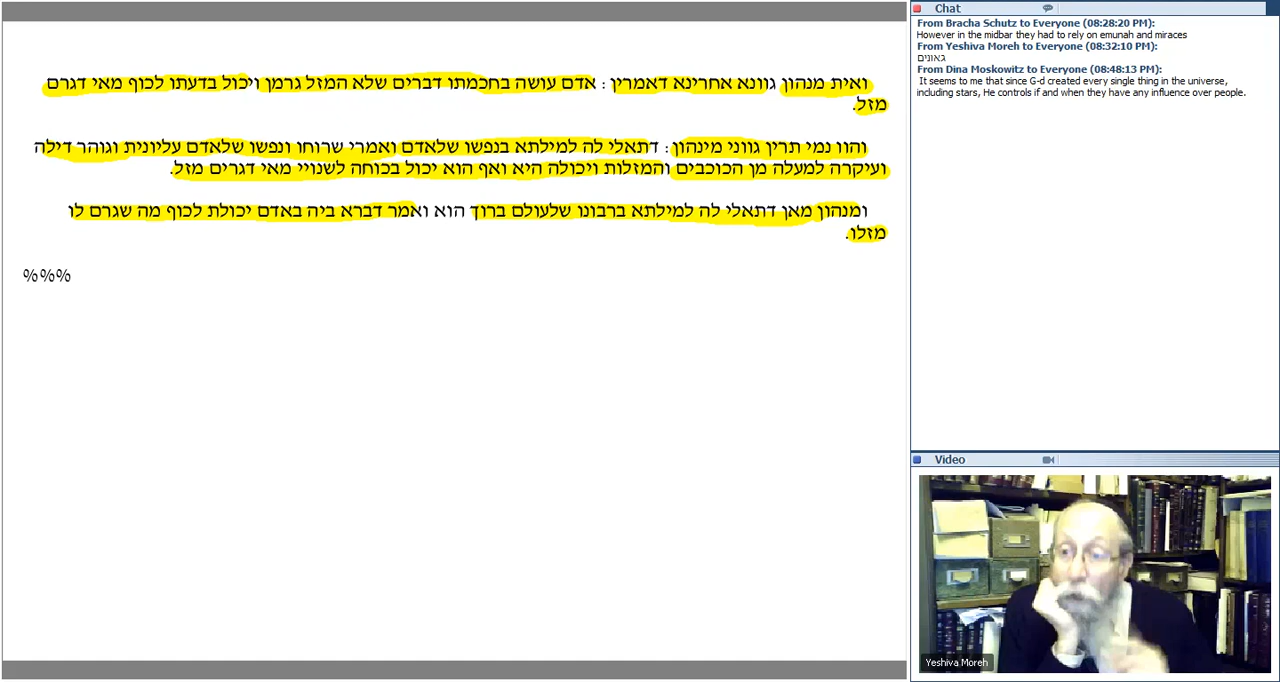 ואית מנהון גוונא אחרינא דאמרין : אדם עושה בחכמתו דברים שלא המזל גרמן ויכול בדעתו לכוף מאי דגרם
מזל.
והוו נמי תרין גווני מינהון : דתאלי לה למילתא בנפשו שלאדם ואמרי שרוחו ונפשו שלאדם עליונית וגוהר דילה
ועיקרה למעלה מן הכוכבים והמזלות ויכולה היא ואף הוא יכול בכוחה לשנויי מאי דגרים מזל.
ומנהון מאן דתאלי לה למילתא ברבונו שלעולם ברוך הוא ואמר דברא ביה באדם יכולת לכוף מה שגרם לו
מזלו.
%%%
Chat
From Bracha Schutz to Everyone (08:28:20 PM):
However in the midbar they had to rely on emunah and miraces
From Yeshiva Moreh to Everyone (08:32:10 PM):
גאונים
From Dina Moskowitz to Everyone (08:48:13 PM):
It seems to me that since G-d created every single thing in the universe,
including stars, He controls if and when they have any influence over people.
Video
Yeshiva Moreh